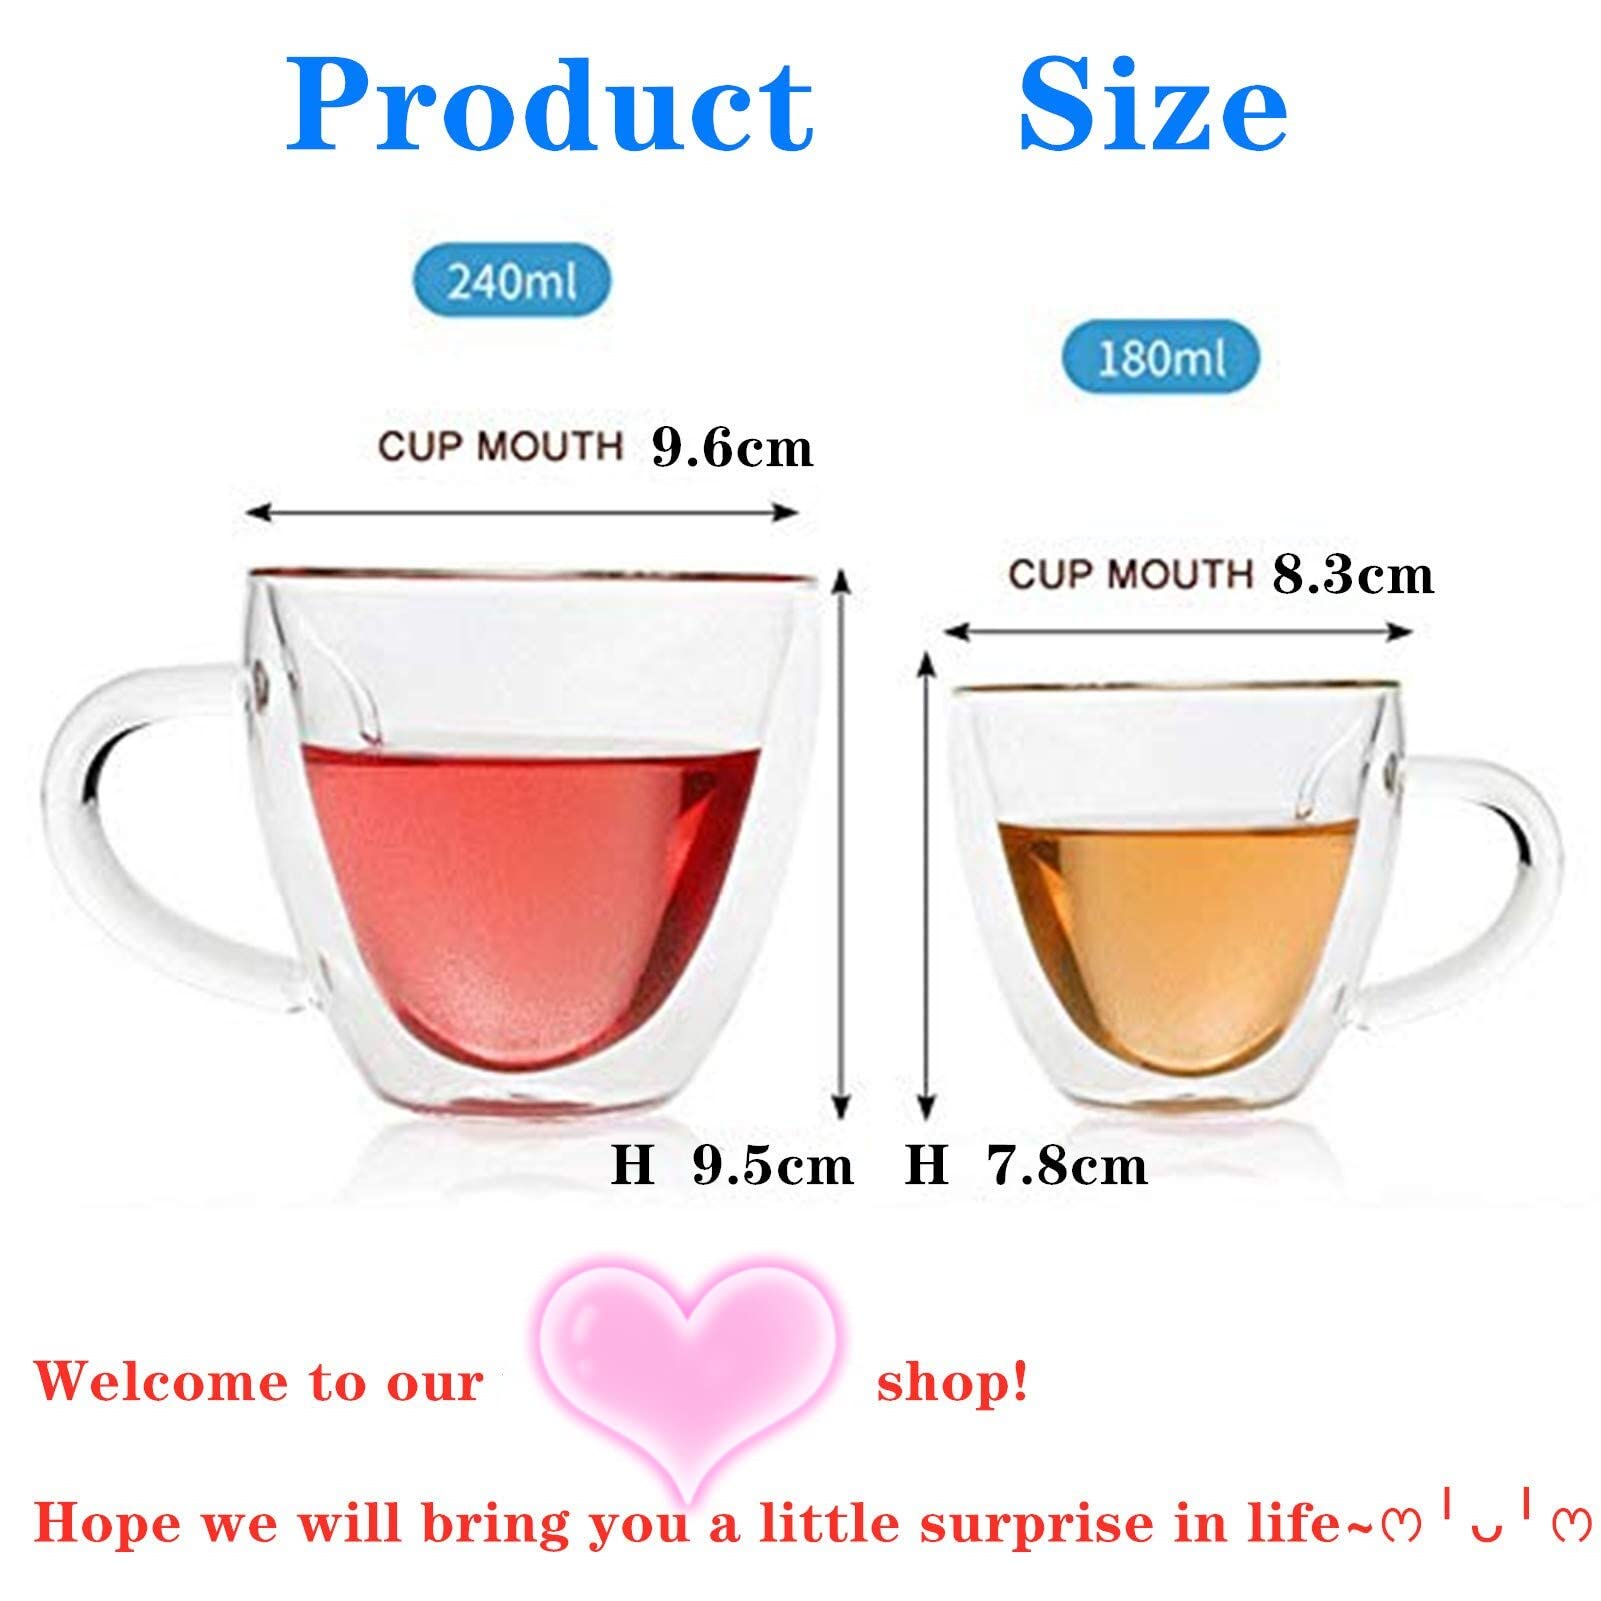 Product Size
240ml
180ml
CUP MOUTH 9.6cm
CUP MOUTH 8.3cm
H 9.5cm
H 7.8cm
Welcome to our shop!
Hope we will bring you a little surprise in life~ෆ╹ᴗ╹ෆ